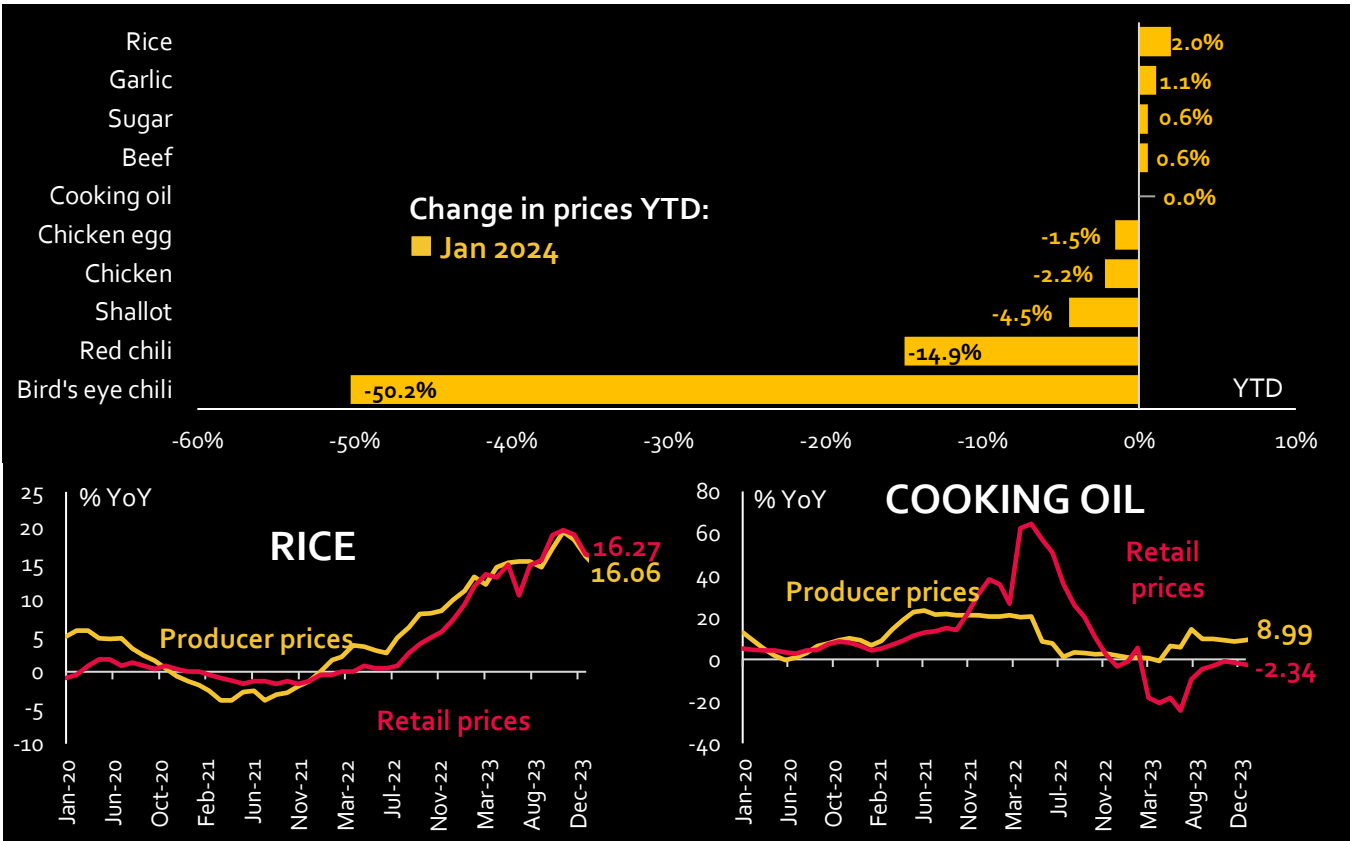 Rice
2.0%
Garlic
1.1%
Sugar
0.6%
Beef
0.6%
Cooking oil
0.0%
Change in prices YTD:
Jan 2024
Chicken egg
-1.5%
Chicken
-2.2%
Shallot
-4.5%
Red chili
-14.9%
Bird's eye chili
-50.2%
YTD
-60% -50% -40% -30% -20% -10% 0% 10%
RICE
% YoY
25
20
15
10
5
0
-5
-10
16.27
16.06
Producer prices
Retail prices
Jan-20 Jun-20 Oct-20 Feb-21 Jun-21 Nov-21 Mar-22 Jul-22 Nov-22 Mar-23 Aug-23 Dec-23
COOKING OIL
% YoY
80
60
40
20
0
-20
-40
Retail
prices
Producer prices
8.99
-2.34
Jan-20 Jun-20 Oct-20 Feb-21 Jun-21 Nov-21 Mar-22 Jul-22 Nov-22 Mar-23 Aug-23 Dec-23